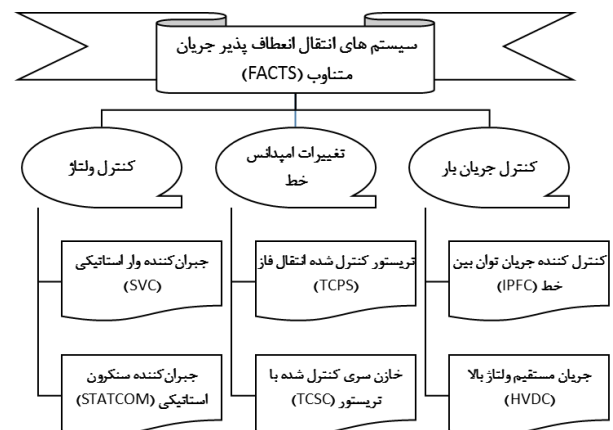 سیستم های انتقال انعطاف پذیر جریان
متناوب (FACTS)
کنترل جریان بار
تغییرات امپدانس
خط
کنترل ولتاژ
کنترل کننده جریان توان بین
خط (IPFC)
تریستور کنترل شده انتقال فاز
(TCPS)
جبران‌کننده وار استاتیکی
(SVC)
جریان مستقیم ولتاژ بالا
(HVDC)
خازن سری کنترل شده با
تریستور (TCSC)
جبران‌کننده سنکرون
استاتیکی (STATCOM)